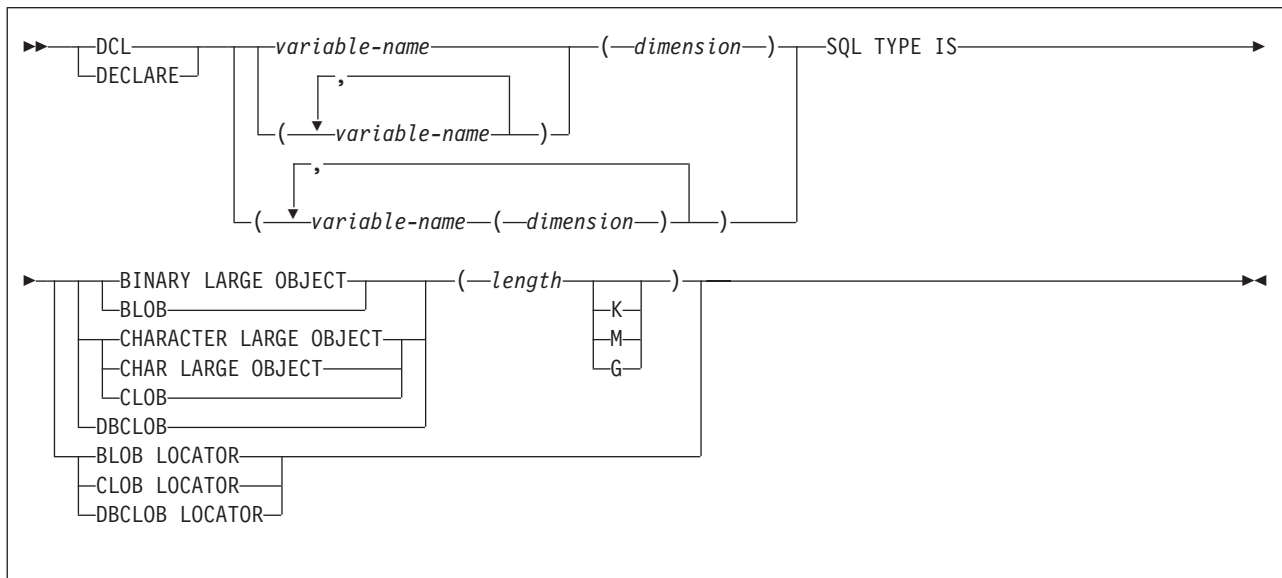 DCL variable-name ( dimension ) SQL TYPE IS
DECLARE ,
( variable-name )
,
( variable-name ( dimension ) )
BINARY LARGE OBJECT ( length )
BLOB K
CHARACTER LARGE OBJECT M
CHAR LARGE OBJECT G
CLOB
DBCLOB
BLOB LOCATOR
CLOB LOCATOR
DBCLOB LOCATOR